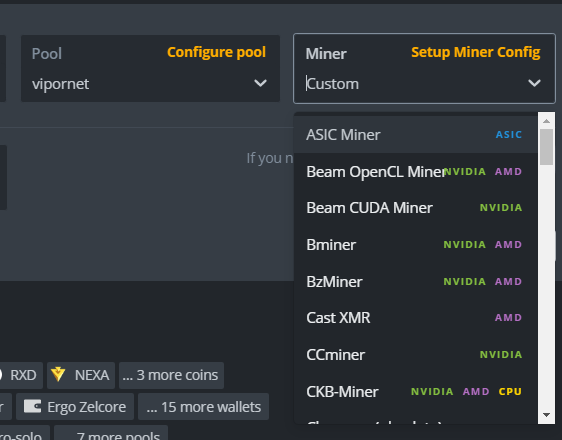 Pool Configure pool
vipornet
Miner Setup Miner Config
Custom
If you n
ASIC Miner ASIC
Beam OpenCL Miner NVIDIA AMD
Beam CUDA Miner NVIDIA
Bminer NVIDIA AMD
BzMiner NVIDIA AMD
Cast XMR AMD
CCminer NVIDIA
CKB-Miner NVIDIA AMD CPU
RXD NEXA ... 3 more coins
r Ergo Zelcore ... 15 more wallets
ro-solo ... 7 more pools